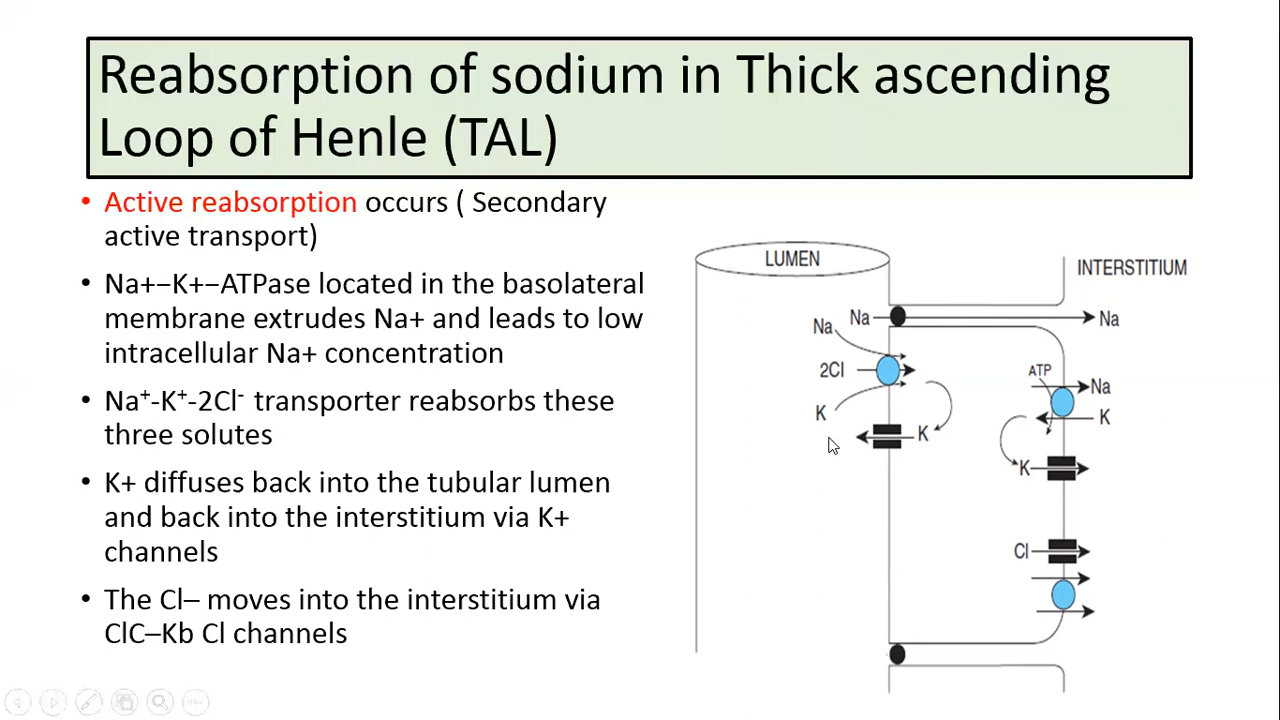 Reabsorption of sodium in Thick ascending
Loop of Henle (TAL)
• Active reabsorption occurs ( Secondary
active transport)
• Na+−K+−ATPase located in the basolateral
membrane extrudes Na+ and leads to low
intracellular Na+ concentration
• Na⁺-K⁺-2Cl⁻ transporter reabsorbs these
three solutes
• K+ diffuses back into the tubular lumen
and back into the interstitium via K+
channels
• The Cl– moves into the interstitium via
ClC–Kb Cl channels
LUMEN
INTERSTITIUM
Na
Na
Na
2Cl
ATP
Na
K
K
K
K
Cl